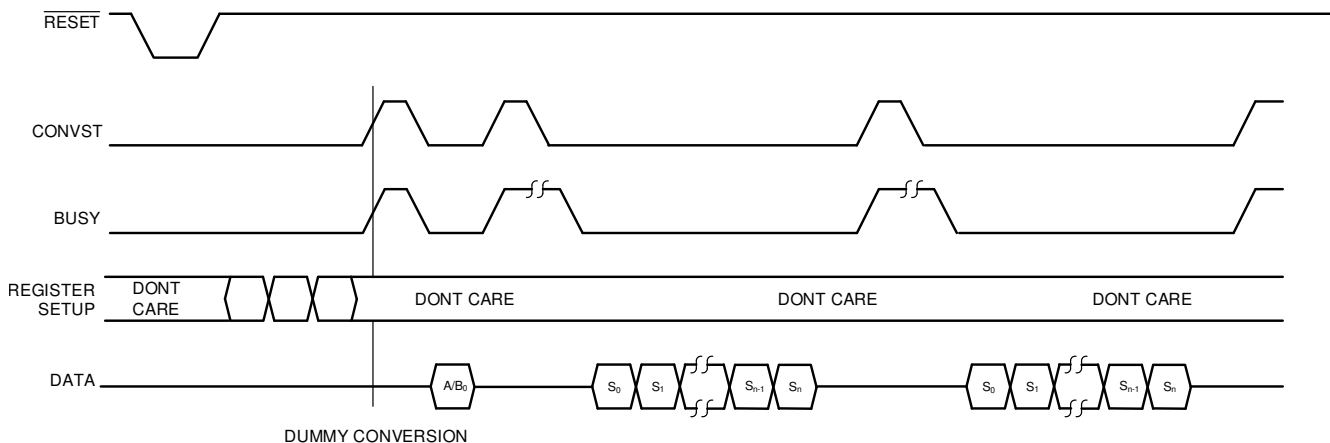 RESET
CONVST
BUSY
REGISTER
SETUP
DONT
CARE
DONT CARE
DONT CARE
DONT CARE
DATA
A/B0
S0
S1
Sn-1
Sn
S0
S1
Sn-1
Sn
DUMMY CONVERSION